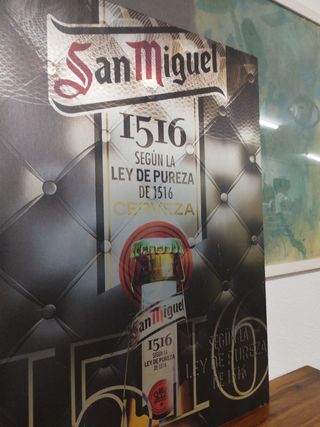 San Miguel
1516
SEGÚN LA
LEY DE PUREZA
DE 1516
CERVEZA
San Miguel
1516
SEGÚN LA
LEY DE PUREZA
DE 1516
1516
SEGÚN LA
LEY DE PUREZA
DE 1516